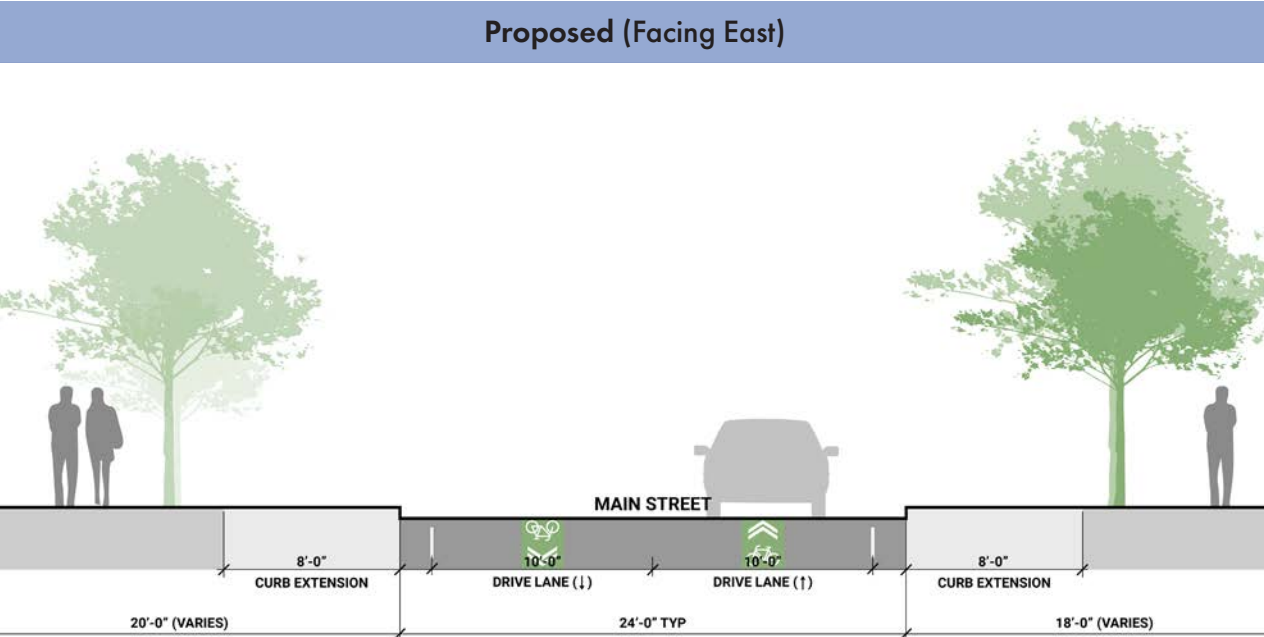 Proposed (Facing East)
MAIN STREET
8'-0" 10'-0" 10'-0" 8'-0"
CURB EXTENSION DRIVE LANE (↓) DRIVE LANE (↑) CURB EXTENSION
20'-0" (VARIES) 24'-0" TYP 18'-0" (VARIES)